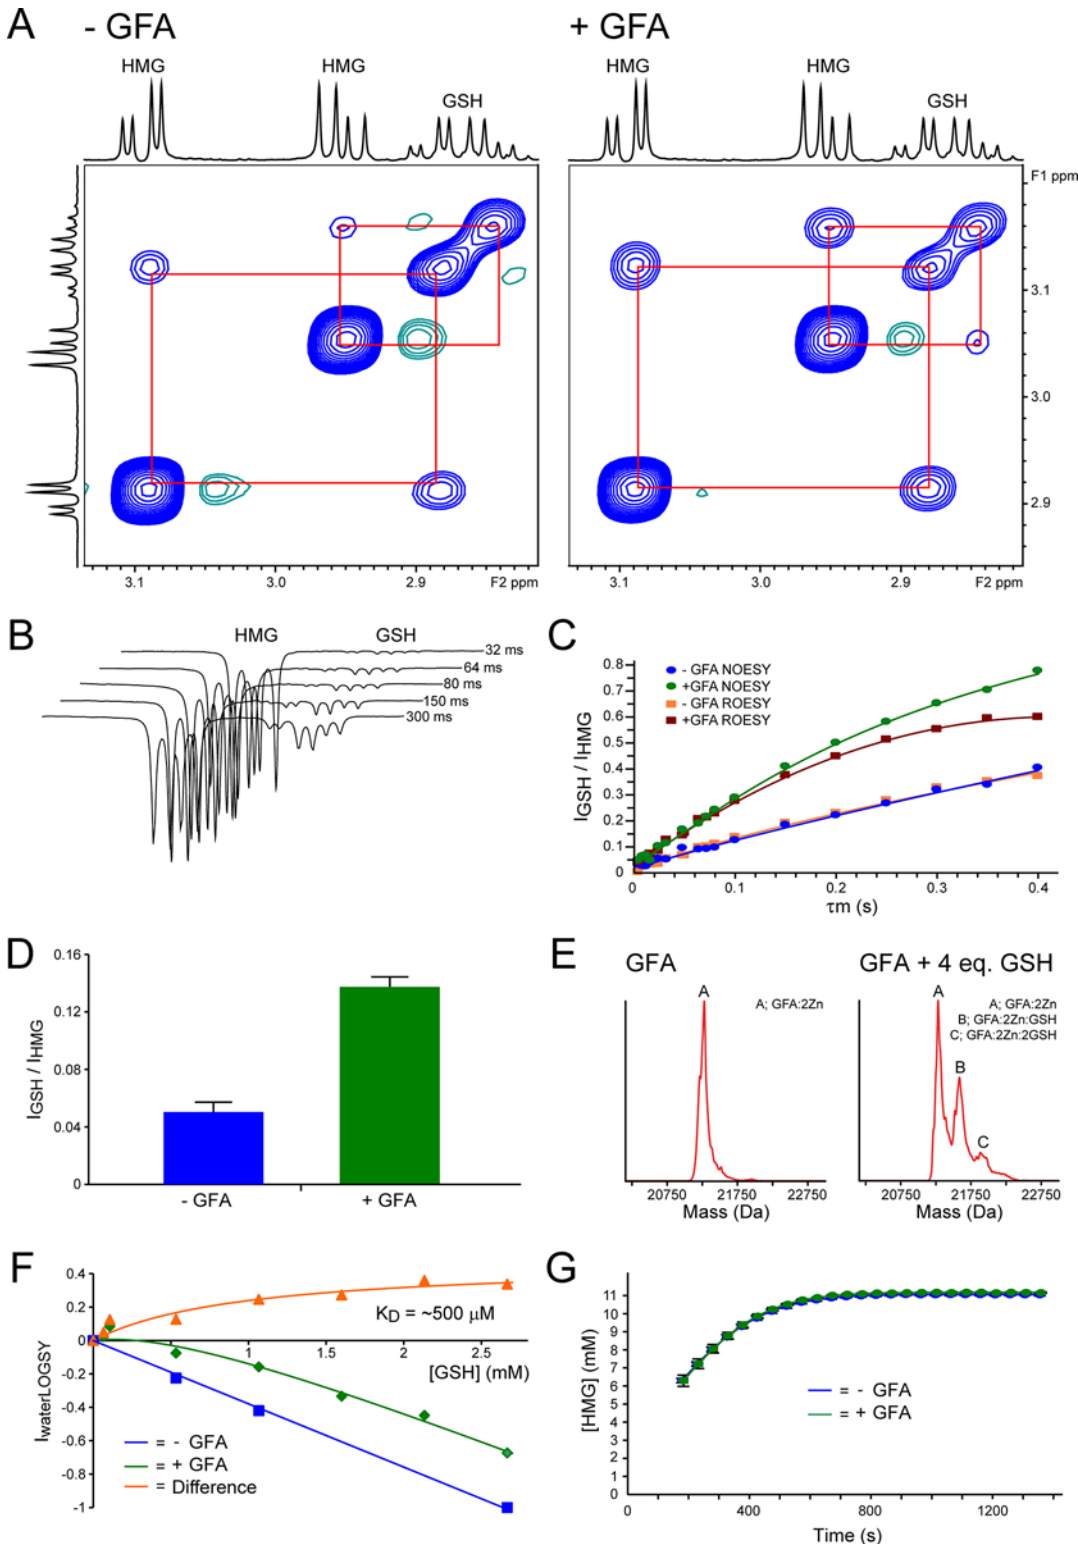 A - GFA + GFA
HMG HMG GSH HMG HMG GSH
F1 ppm
3.1
3.0
2.9
3.1 3.0 2.9 F2 ppm 3.1 3.0 2.9 F2 ppm
B
HMG GSH
32 ms
64 ms
80 ms
150 ms
300 ms
C
- GFA NOESY
+GFA NOESY
- GFA ROESY
+GFA ROESY
0.8
0.7
0.6
0.5
0.4
0.3
0.2
0.1
0
IGSH / IHMG
0 0.1 0.2 0.3 0.4
τm (s)
D
0.16
0.12
0.08
0.04
0
IGSH / IHMG
- GFA + GFA
E
GFA
A
A; GFA:2Zn
20750 21750 22750
Mass (Da)
GFA + 4 eq. GSH
A; GFA:2Zn
B; GFA:2Zn:GSH
C; GFA:2Zn:2GSH
A
B
C
20750 21750 22750
Mass (Da)
F
0.4
0.2
0
-0.2
-0.4
-0.6
-0.8
-1
IwaterLOGSY
KD = ~500 μM
1 1.5 2 2.5
[GSH] (mM)
= - GFA
= + GFA
= Difference
G
11
10
9
8
7
6
5
4
3
2
1
0
[HMG] (mM)
= - GFA
= + GFA
0 400 800 1200
Time (s)